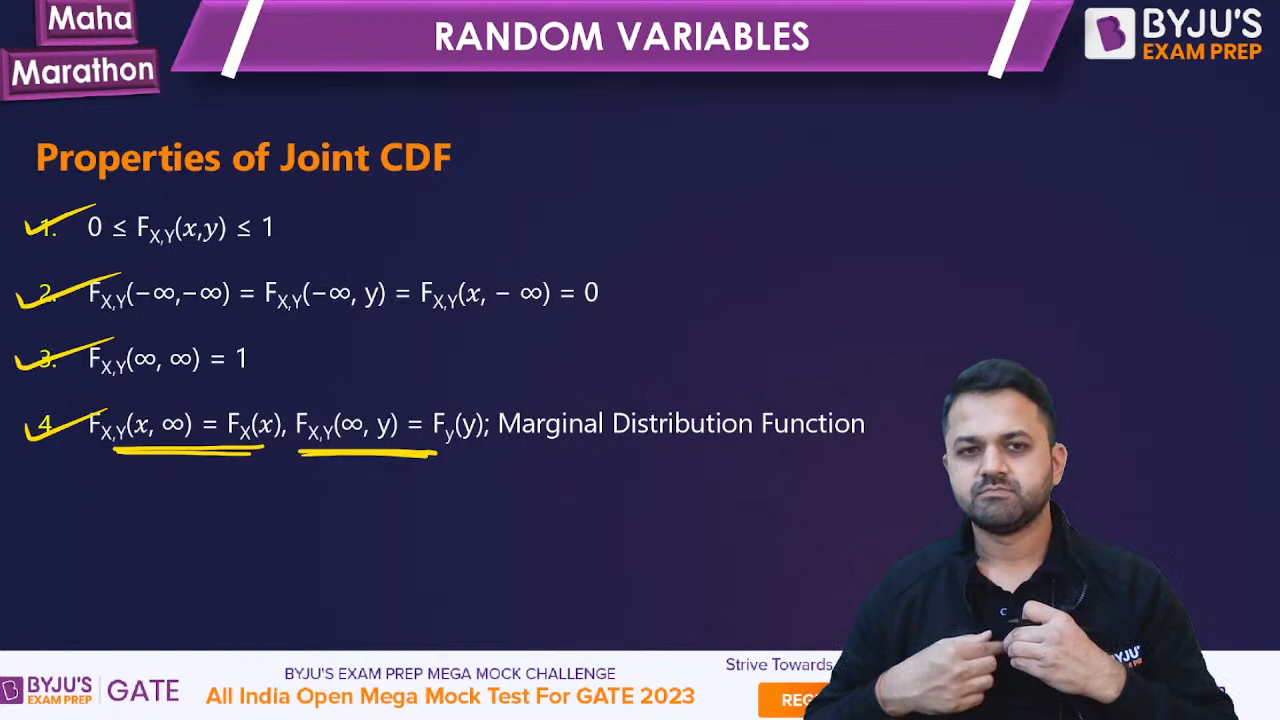 Maha
Marathon
RANDOM VARIABLES
BYJU'S
EXAM PREP
Properties of Joint CDF
1. 0 ≤ F_{X,Y}(x,y) ≤ 1
2. F_{X,Y}(−∞,−∞) = F_{X,Y}(−∞, y) = F_{X,Y}(x, − ∞) = 0
3. F_{X,Y}(∞, ∞) = 1
4. F_{X,Y}(x, ∞) = F_X(x), F_{X,Y}(∞, y) = F_y(y); Marginal Distribution Function
BYJU'S
BYJU'S
EXAM PREP
GATE
BYJU'S EXAM PREP MEGA MOCK CHALLENGE
All India Open Mega Mock Test For GATE 2023
Strive Towards
REG